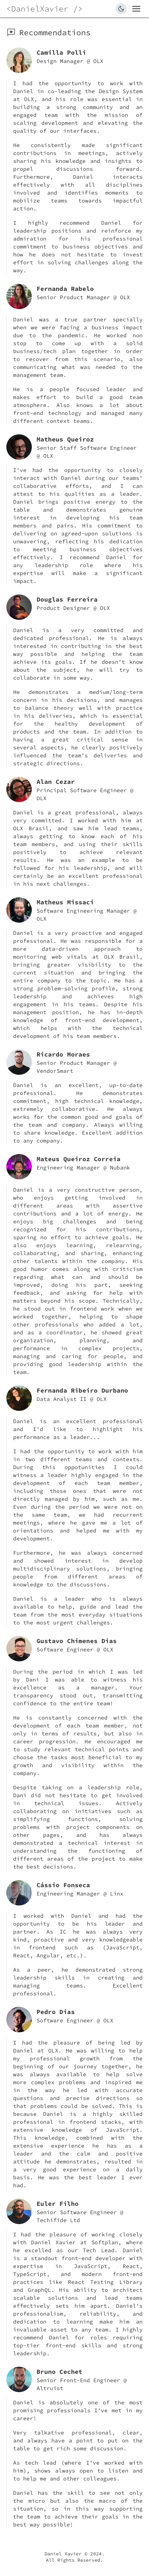 <DanielXavier />
Recommendations
Camilla Polli
Design Manager @ OLX
I had the opportunity to work with
Daniel in co-leading the Design System
at OLX, and his role was essential in
building a strong community and an
engaged team with the mission of
scaling development and elevating the
quality of our interfaces.
He consistently made significant
contributions in meetings, actively
sharing his knowledge and insights to
propel discussions forward.
Furthermore, Daniel interacts
effectively with all disciplines
involved and identifies moments to
mobilize teams towards impactful
action.
I highly recommend Daniel for
leadership positions and reinforce my
admiration for his professional
commitment to business objectives and
how he does not hesitate to invest
effort in solving challenges along the
way.
Fernanda Rabelo
Senior Product Manager @ OLX
Daniel was a true partner specially
when we were facing a business impact
due to the pandemic. He worked non
stop to come up with a solid
business/tech plan together in order
to recover from this scenario, also
communicating what was needed to the
management team.
He is a people focused leader and
makes effort to build a good team
atmosphere. Also knows a lot about
front-end technology and managed many
different context teams.
Matheus Queiroz
Senior Staff Software Engineer
@ OLX
I've had the opportunity to closely
interact with Daniel during our teams'
collaborative efforts, and I can
attest to his qualities as a leader.
Daniel brings positive energy to the
table and demonstrates genuine
interest in developing his team
members and pairs. His commitment to
delivering on agreed-upon solutions is
unwavering, reflecting his dedication
to meeting business objectives
effectively. I recommend Daniel for
any leadership role where his
expertise will make a significant
impact.
Douglas Ferreira
Product Designer @ OLX
Daniel is a very committed and
dedicated professional. He is always
interested in contributing in the best
way possible and helping the team
achieve its goals. If he doesn't know
about the subject, he will try to
collaborate in some way.
He demonstrates a medium/long-term
concern in his decisions, and manages
to balance theory well with practice
in his deliveries, which is essential
for the healthy development of
products and the team. In addition to
having a great critical sense in
several aspects, he clearly positively
influenced the team's deliveries and
strategic directions.
Alan Cezar
Principal Software Engineer @
OLX
Daniel is a great professional, always
very committed. I worked with him at
OLX Brasil, and saw him lead teams,
always getting to know each of his
team members, and using their skills
positively to achieve relevant
results. He was an example to be
followed for his leadership, and will
certainly be an excellent professional
in his next challenges.
Matheus Missaci
Software Engineering Manager @
OLX
Daniel is a very proactive and engaged
professional. He was responsible for a
more data-driven approach to
monitoring web vitals at OLX Brasil,
bringing greater visibility to the
current situation and bringing the
entire company to the topic. He has a
strong problem-solving profile, strong
leadership and achieves high
engagement in his teams. Despite his
management position, he has in-depth
knowledge of front-end development,
which helps with the technical
development of his team members.
Ricardo Moraes
Senior Product Manager @
VendorSmart
Daniel is an excellent, up-to-date
professional. He demonstrates
commitment, high technical knowledge,
extremely collaborative. He always
works for the common good and goals of
the team and company. Always willing
to share knowledge. Excellent addition
to any company.
Mateus Queiroz Correia
Engineering Manager @ Nubank
Daniel is a very constructive person,
who enjoys getting involved in
different areas with assertive
contributions and a lot of energy. He
enjoys big challenges and being
recognized for his contributions,
sparing no effort to achieve goals. He
also enjoys learning, relearning,
collaborating, and sharing, enhancing
other talents within the company. His
good humor comes along with criticism
regarding what can and should be
improved, doing his part, seeking
feedback, and asking for help with
matters beyond his scope. Technically,
he stood out in frontend work when we
worked together, helping to shape
other professionals who added a lot,
and as a coordinator, he showed great
organization, planning, and
performance in complex projects,
managing and caring for people, and
providing good leadership within the
team.
Fernanda Ribeiro Durbano
Data Analyst II @ OLX
Daniel is an excellent professional
and I'd like to highlight his
performance as a leader...
I had the opportunity to work with him
in two different teams and contexts.
During this opportunities I could
witness a leader highly engaged in the
development of each team member,
including those ones that were not
directly managed by him, such as me.
Even during the period we were not on
the same team, we had recurrent
meetings, where he gave me a lot of
orientations and helped me with my
development.
Furthermore, he was always concerned
and showed interest in develop
multidisciplinary solutions, bringing
people from different areas of
knowledge to the discussions.
Daniel is a leader who is always
available to help, guide and lead the
team from the most everyday situations
to the most urgent challenges.
Gustavo Chimenes Dias
Software Engineer @ OLX
During the period in which I was led
by Dani I was able to witness his
excellence as a manager. Your
transparency stood out, transmitting
confidence to the entire team!
He is constantly concerned with the
development of each team member, not
only in terms of results, but also in
career progression. He encouraged me
to study relevant technical points and
choose the tasks most beneficial to my
growth and visibility within the
company.
Despite taking on a leadership role,
Dani did not hesitate to get involved
in technical issues. Actively
collaborating on initiatives such as
simplifying functions, solving
problems with project components on
other pages, and has always
demonstrated a technical interest in
understanding the functioning of
different areas of the project to make
the best decisions.
Cássio Fonseca
Engineering Manager @ Linx
I worked with Daniel and had the
opportunity to be his leader and
partner. As IC he was always very
kind, proactive and very knowledgeable
in frontend such as (JavaScript,
React, Angular, etc.).
As a peer, he demonstrated strong
leadership skills in creating and
managing teams. Excellent
professional.
Pedro Dias
Software Engineer @ OLX
I had the pleasure of being led by
Daniel at OLX. He was willing to help
my professional growth from the
beginning of our journey together, he
was always available to help solve
more complex problems and inspired me
in the way he led with accurate
questions and precise directions so
that problems could be solved. This is
because Daniel is a highly skilled
professional in frontend stacks, with
extensive knowledge of JavaScript.
This knowledge, combined with the
extensive experience he has as a
leader and the calm and positive
attitude he demonstrates, resulted in
a very good experience on a daily
basis. He was the best leader I ever
had.
Euler Filho
Senior Software Engineer @
Techifide Ltd
I had the pleasure of working closely
with Daniel Xavier at Softplan, where
he excelled as our Tech Lead. Daniel
is a standout front-end developer with
expertise in JavaScript, React,
TypeScript, and modern front-end
practices like React Testing Library
and GraphQL. His ability to architect
scalable solutions and lead teams
effectively sets him apart. Daniel's
professionalism, reliability, and
dedication to learning make him an
invaluable asset to any team. I highly
recommend Daniel for roles requiring
top-tier front-end skills and strong
leadership.
Bruno Cechet
Senior Front-End Engineer @
Altruist
Daniel is absolutely one of the most
promising professionals I've met in my
career!
Very talkative professional, clear,
and always have a point to put on the
table to get rich some discussion.
As tech lead (where I've worked with
him), shows always open to listen and
to help me and other colleagues.
Daniel has the skill to see not only
the micro but also the macro of the
situation, so in this way supporting
the team to achieve their goals in the
best way possible!
Daniel Xavier © 2024.
All Rights Reserved.